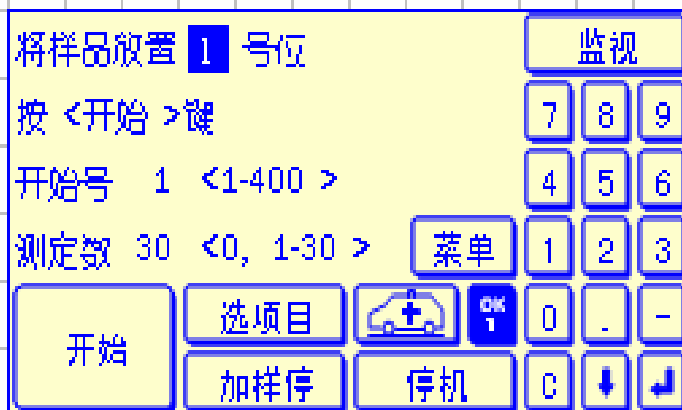 将样品放置 1 号位
监视
按 <开始 >键
7 8 9
开始号 1 <1-400 >
4 5 6
测定数 30 <0, 1-30 >
菜单
1 2 3
开始
选项目
OK
1
0 . -
加样停
停机
C